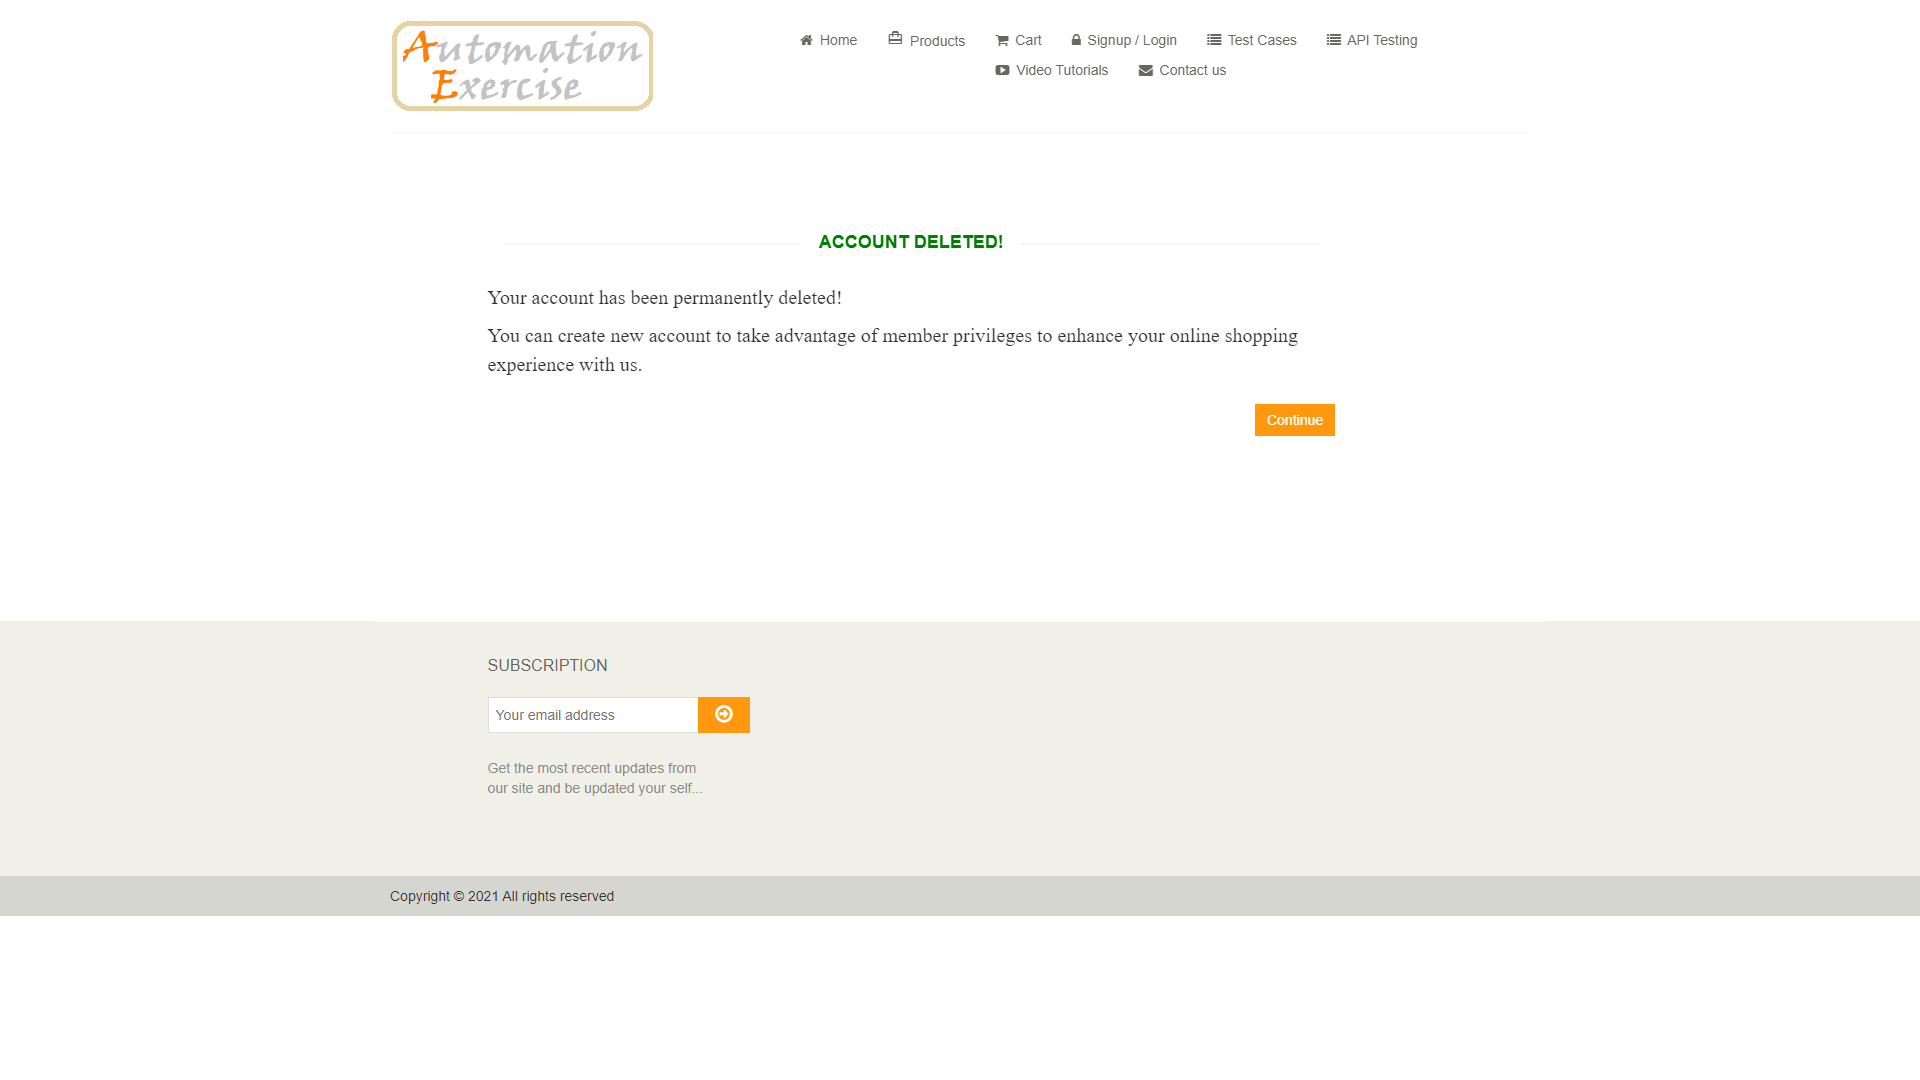 Automation
Exercise
Home
Products
Cart
Signup / Login
Test Cases
API Testing
Video Tutorials
Contact us
ACCOUNT DELETED!
Your account has been permanently deleted!
You can create new account to take advantage of member privileges to enhance your online shopping
experience with us.
Continue
SUBSCRIPTION
Your email address
Get the most recent updates from
our site and be updated your self...
Copyright © 2021 All rights reserved